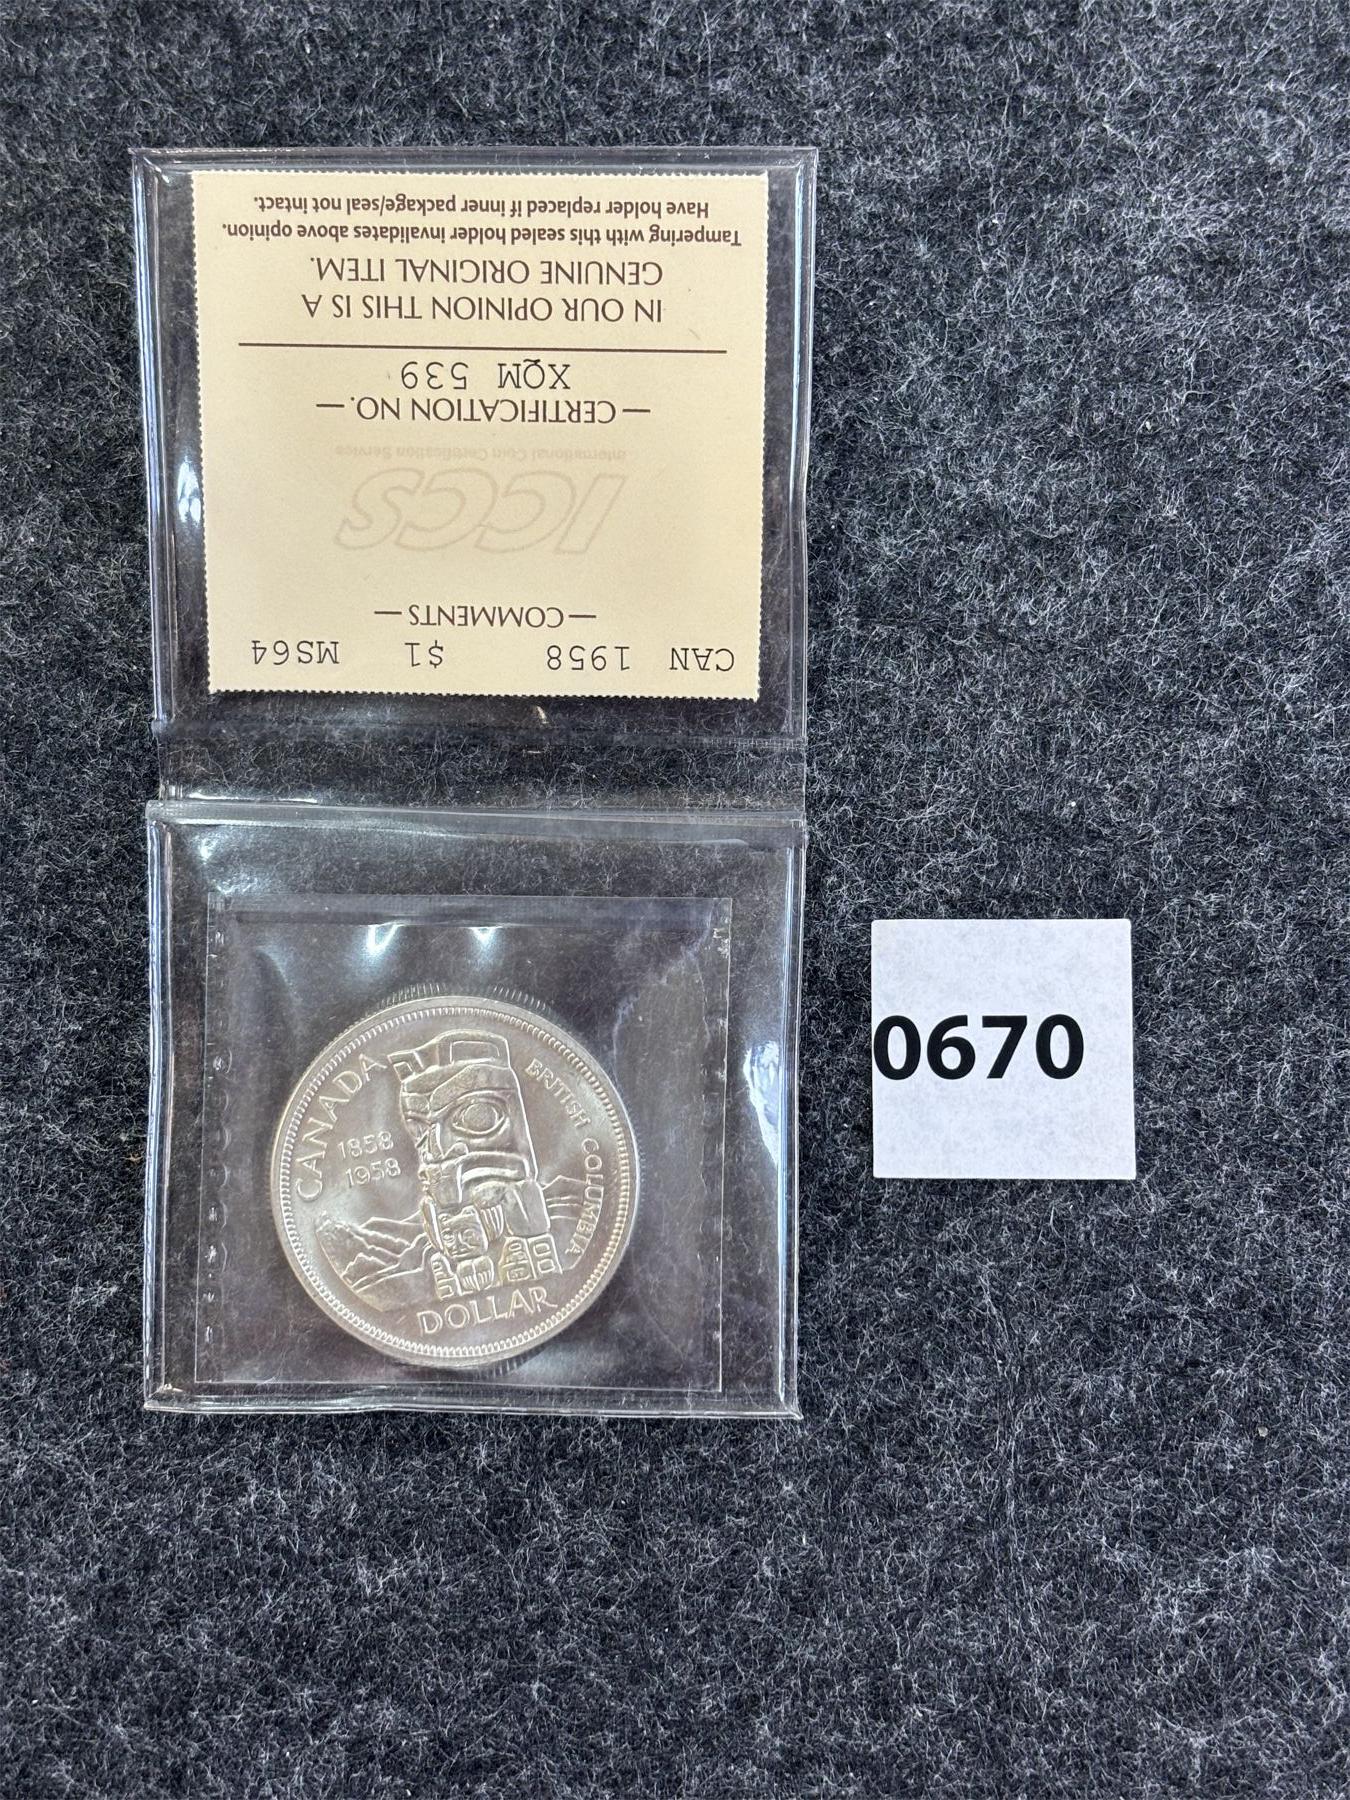 CAN 1958 $1 MS64
—COMMENTS—
ICCS
International Coin Certification Service
—CERTIFICATION NO.—
XQM 539
IN OUR OPINION THIS IS A
GENUINE ORIGINAL ITEM.
Tampering with this sealed holder invalidates above opinion.
Have holder replaced if inner package/seal not intact.
CANADA
1858
1958
BRITISH COLUMBIA
DOLLAR
0670